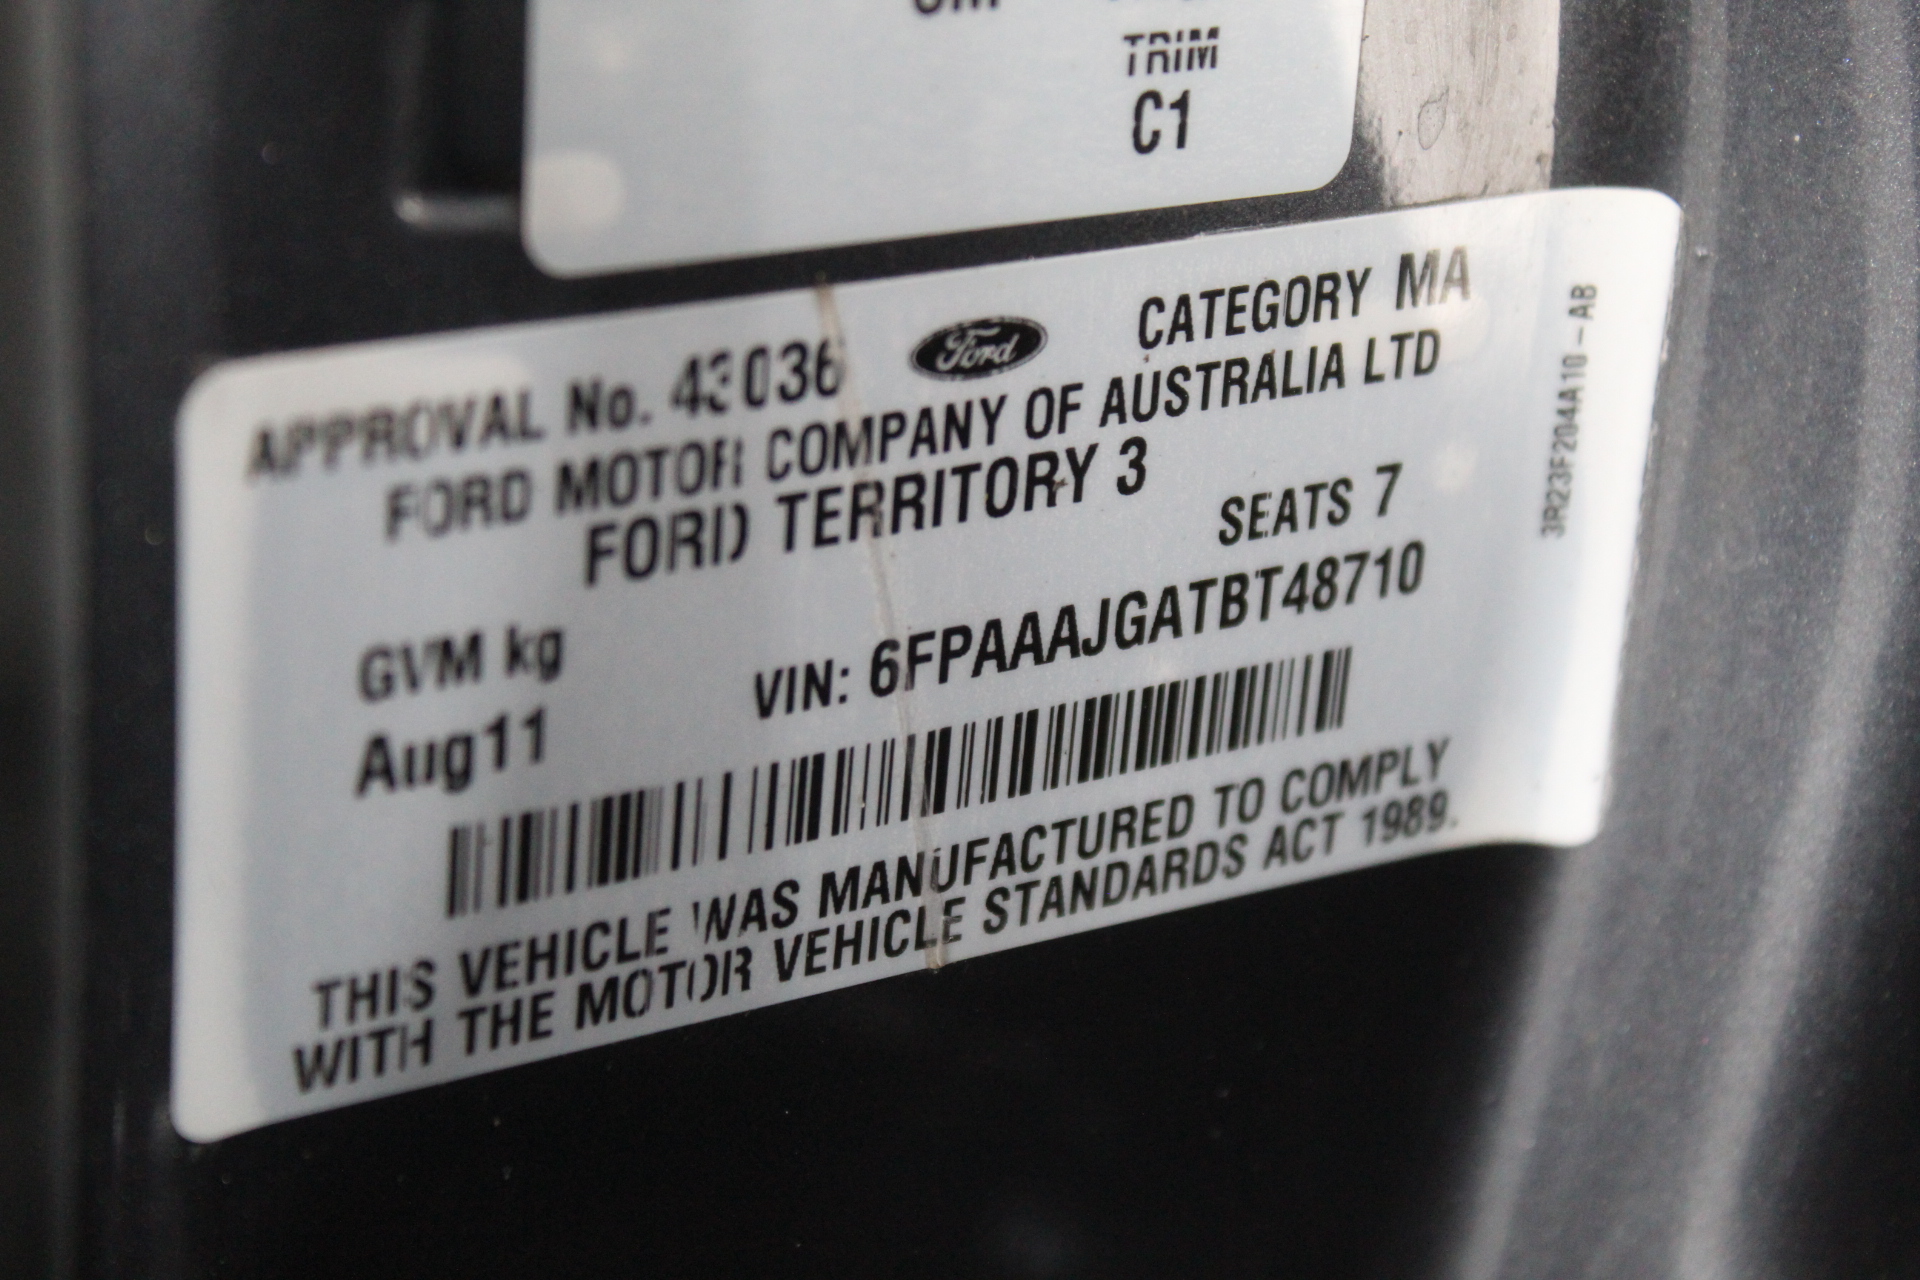 TRIM
C1
APPROVAL No. 43036 Ford CATEGORY MA
FORD MOTOR COMPANY OF AUSTRALIA LTD
FORD TERRITORY 3
SEATS 7
GVM kg
VIN: 6FPAAAJGATBT48710
Aug11
THIS VEHICLE WAS MANUFACTURED TO COMPLY
WITH THE MOTOR VEHICLE STANDARDS ACT 1989.
3R23F204A10-AB